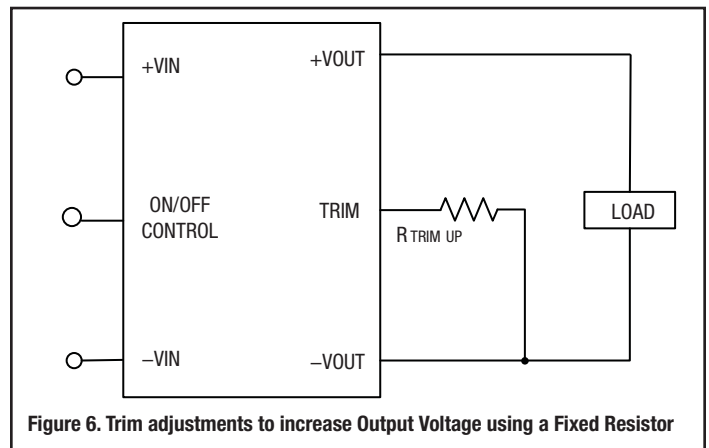 +VIN
+VOUT
ON/OFF
CONTROL
TRIM
R TRIM UP
LOAD
−VIN
−VOUT
Figure 6. Trim adjustments to increase Output Voltage using a Fixed Resistor